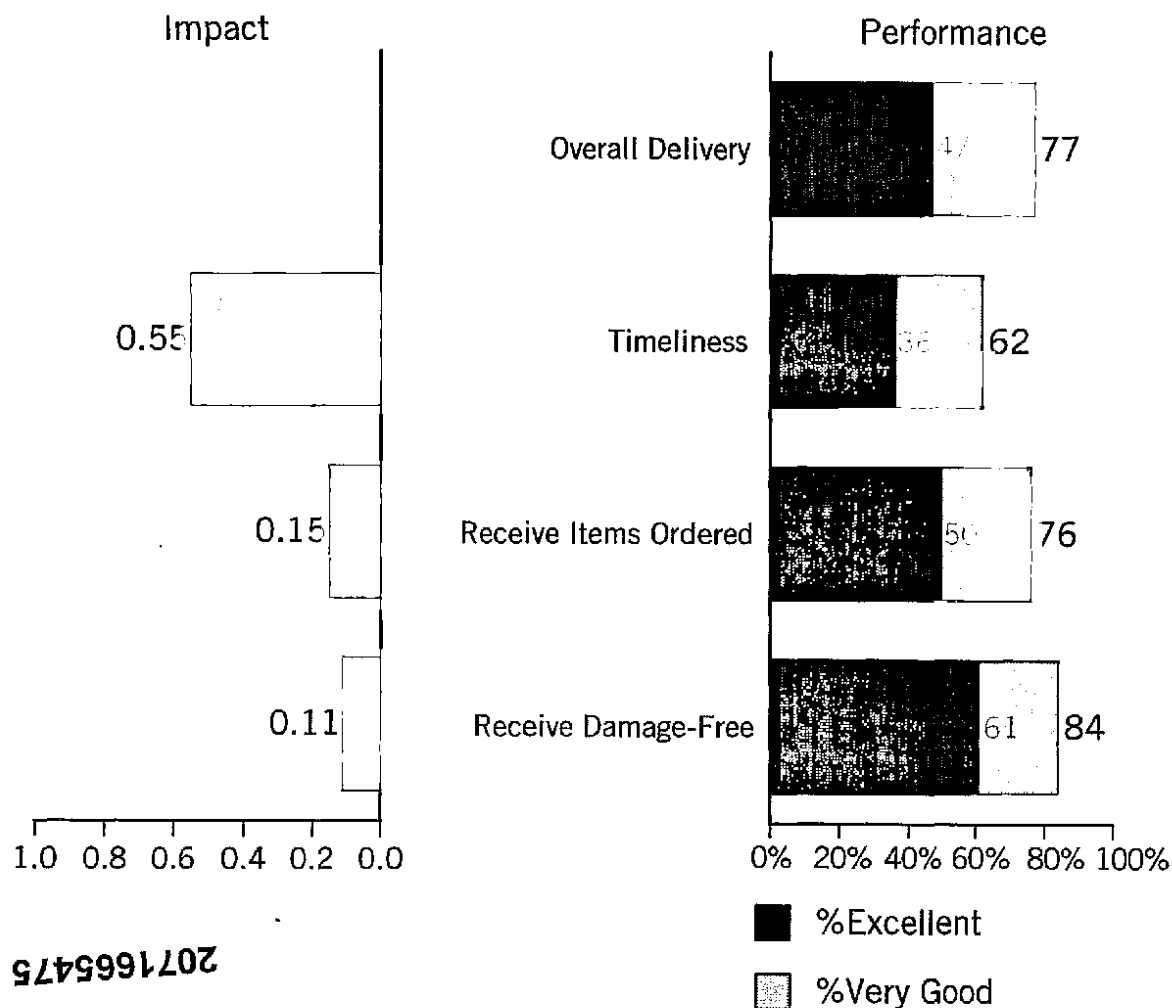 Impact
Performance
Overall Delivery
47
77
0.55
Timeliness
36
62
0.15
Receive Items Ordered
50
76
0.11
Receive Damage-Free
61
84
1.0 0.8 0.6 0.4 0.2 0.0
0% 20% 40% 60% 80% 100%
%Excellent
%Very Good
2071665475